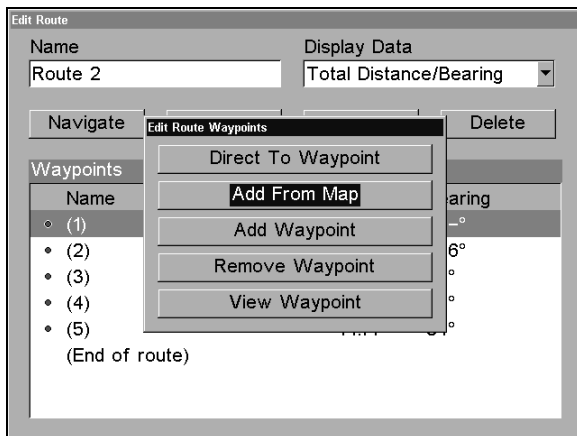 Edit Route
Name Display Data
Route 2 Total Distance/Bearing
Navigate Delete
Edit Route Waypoints
Direct To Waypoint
Waypoints
Add From Map
Name
(1) –°
Add Waypoint
(2) 6°
Remove Waypoint
(3) °
View Waypoint
(4) °
(5)
(End of route)